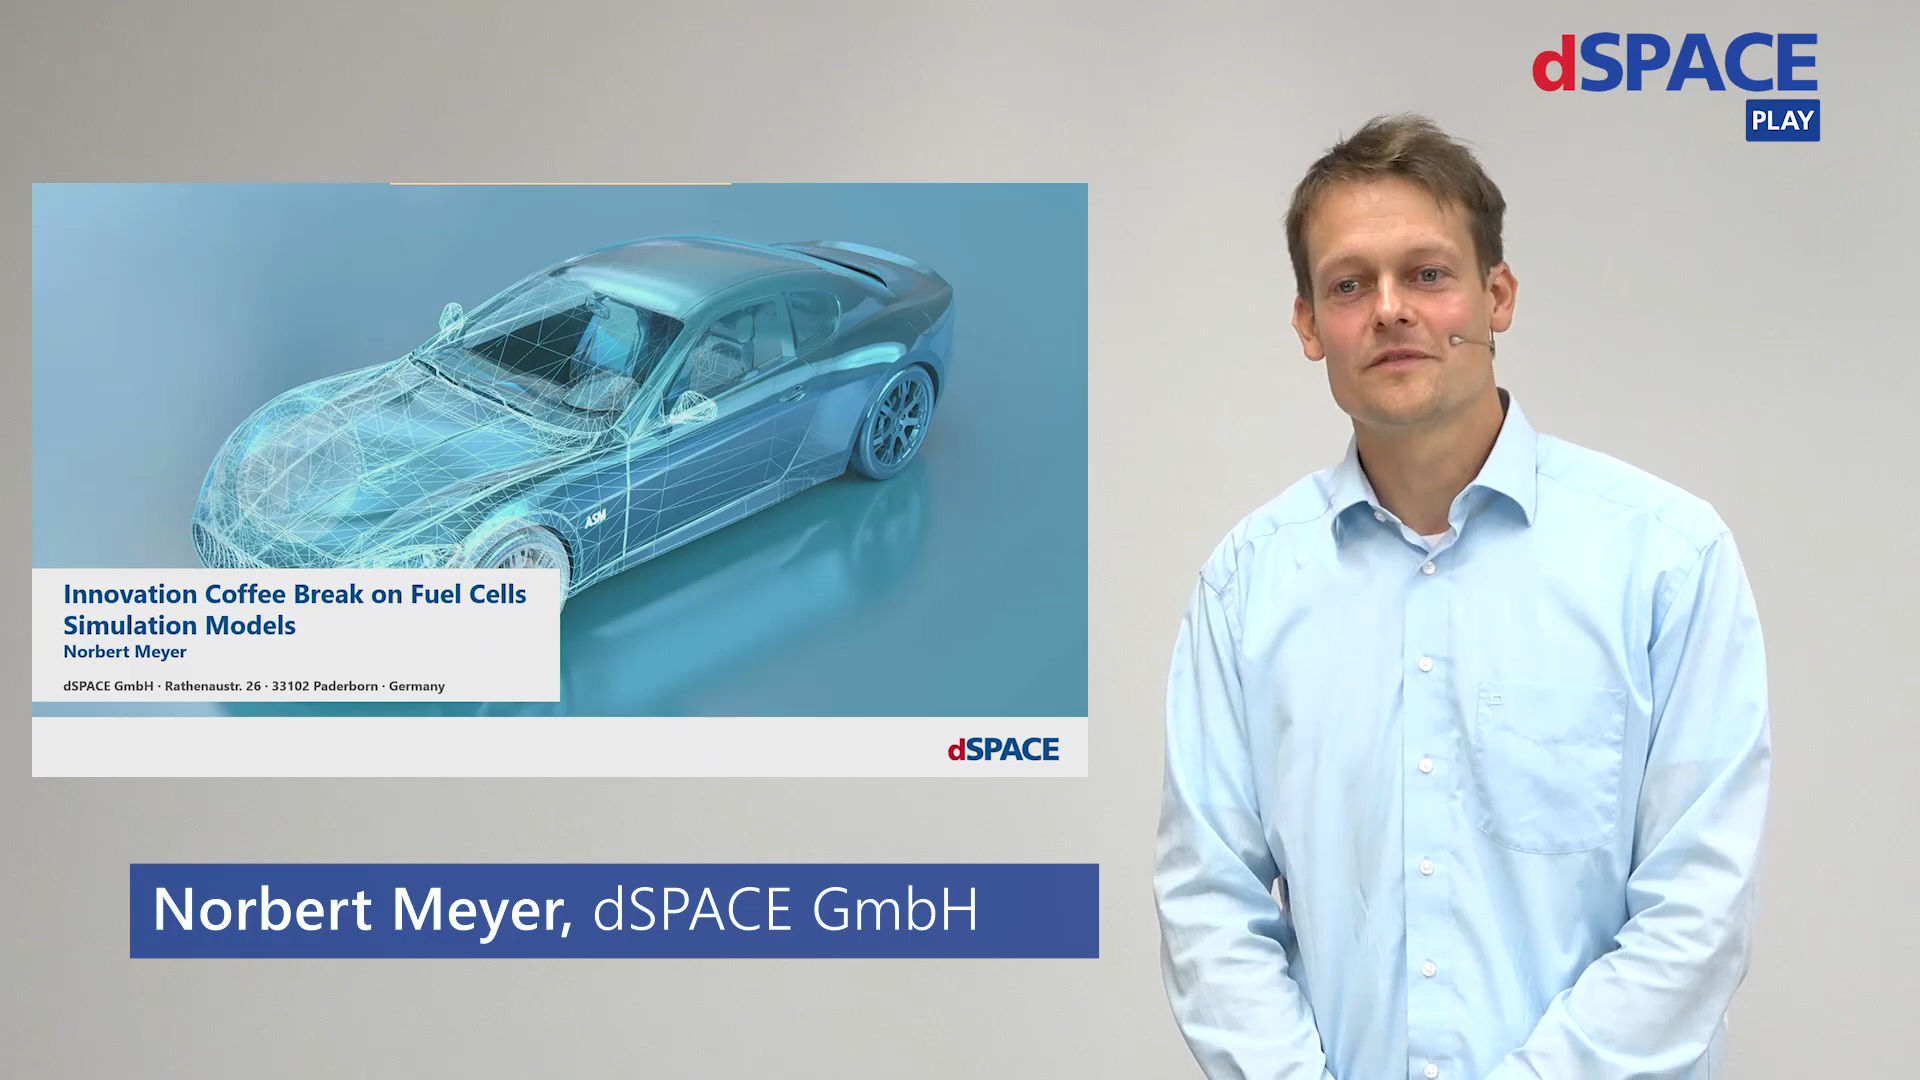 dSPACE
PLAY
ASM
Innovation Coffee Break on Fuel Cells
Simulation Models
Norbert Meyer
dSPACE GmbH · Rathenaustr. 26 · 33102 Paderborn · Germany
dSPACE
Norbert Meyer, dSPACE GmbH